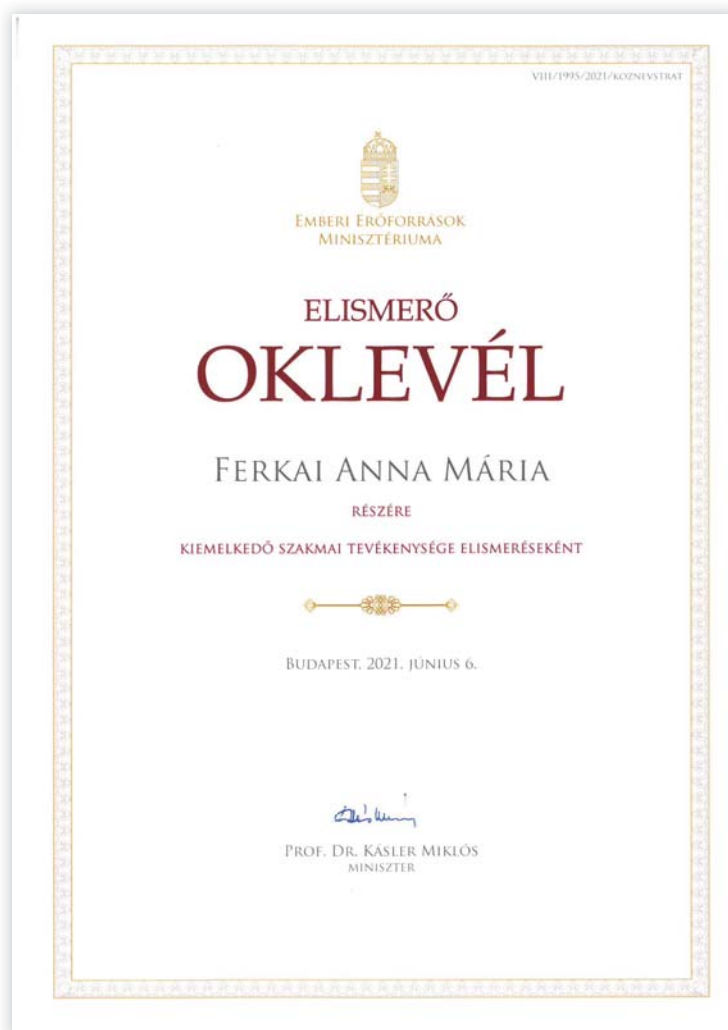 VIII/1995/2021/KOZNEVSTRAT
EMBERI ERŐFORRÁSOK
MINISZTÉRIUMA
ELISMERŐ
OKLEVÉL
FERKAI ANNA MÁRIA
RÉSZÉRE
KIEMELKEDŐ SZAKMAI TEVÉKENYSÉGE ELISMERÉSEKÉNT
BUDAPEST, 2021. JÚNIUS 6.
PROF. DR. KÁSLER MIKLÓS
MINISZTER